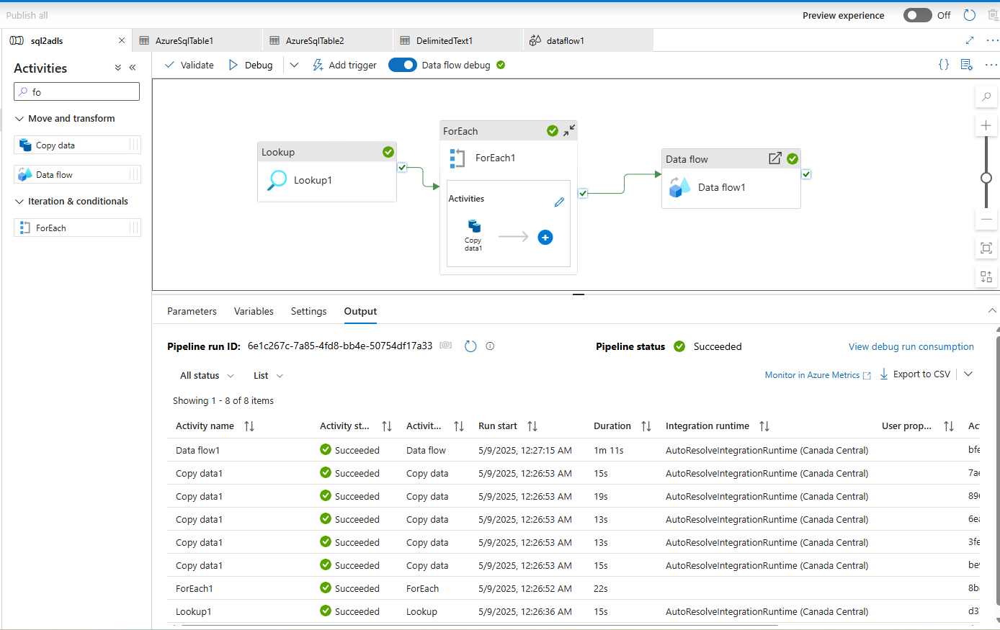 Publish all
Preview experience Off
sql2adls AzureSqlTable1 AzureSqlTable2 DelimitedText1 dataflow1
Activities
Validate Debug Add trigger Data flow debug
{}
fo
Move and transform
Copy data
Data flow
Iteration & conditionals
ForEach
Lookup
Lookup1
ForEach
ForEach1
Activities
Copy
data1
Data flow
Data flow1
Parameters Variables Settings Output
Pipeline run ID: 6e1c267c-7a85-4fd8-bb4e-50754df17a33 [@] Pipeline status Succeeded View debug run consumption
All status List Monitor in Azure Metrics Export to CSV
Showing 1 - 8 of 8 items
Activity name Activity st... Activit... Run start Duration Integration runtime User prop... Ac
Data flow1 Succeeded Data flow 5/9/2025, 12:27:15 AM 1m 11s AutoResolveIntegrationRuntime (Canada Central) bfe
Copy data1 Succeeded Copy data 5/9/2025, 12:26:53 AM 15s AutoResolveIntegrationRuntime (Canada Central) 7ae
Copy data1 Succeeded Copy data 5/9/2025, 12:26:53 AM 19s AutoResolveIntegrationRuntime (Canada Central) 896
Copy data1 Succeeded Copy data 5/9/2025, 12:26:53 AM 13s AutoResolveIntegrationRuntime (Canada Central) 6ea
Copy data1 Succeeded Copy data 5/9/2025, 12:26:53 AM 13s AutoResolveIntegrationRuntime (Canada Central) 3fe
Copy data1 Succeeded Copy data 5/9/2025, 12:26:53 AM 15s AutoResolveIntegrationRuntime (Canada Central) be
ForEach1 Succeeded ForEach 5/9/2025, 12:26:52 AM 22s 8b
Lookup1 Succeeded Lookup 5/9/2025, 12:26:36 AM 15s AutoResolveIntegrationRuntime (Canada Central) d3